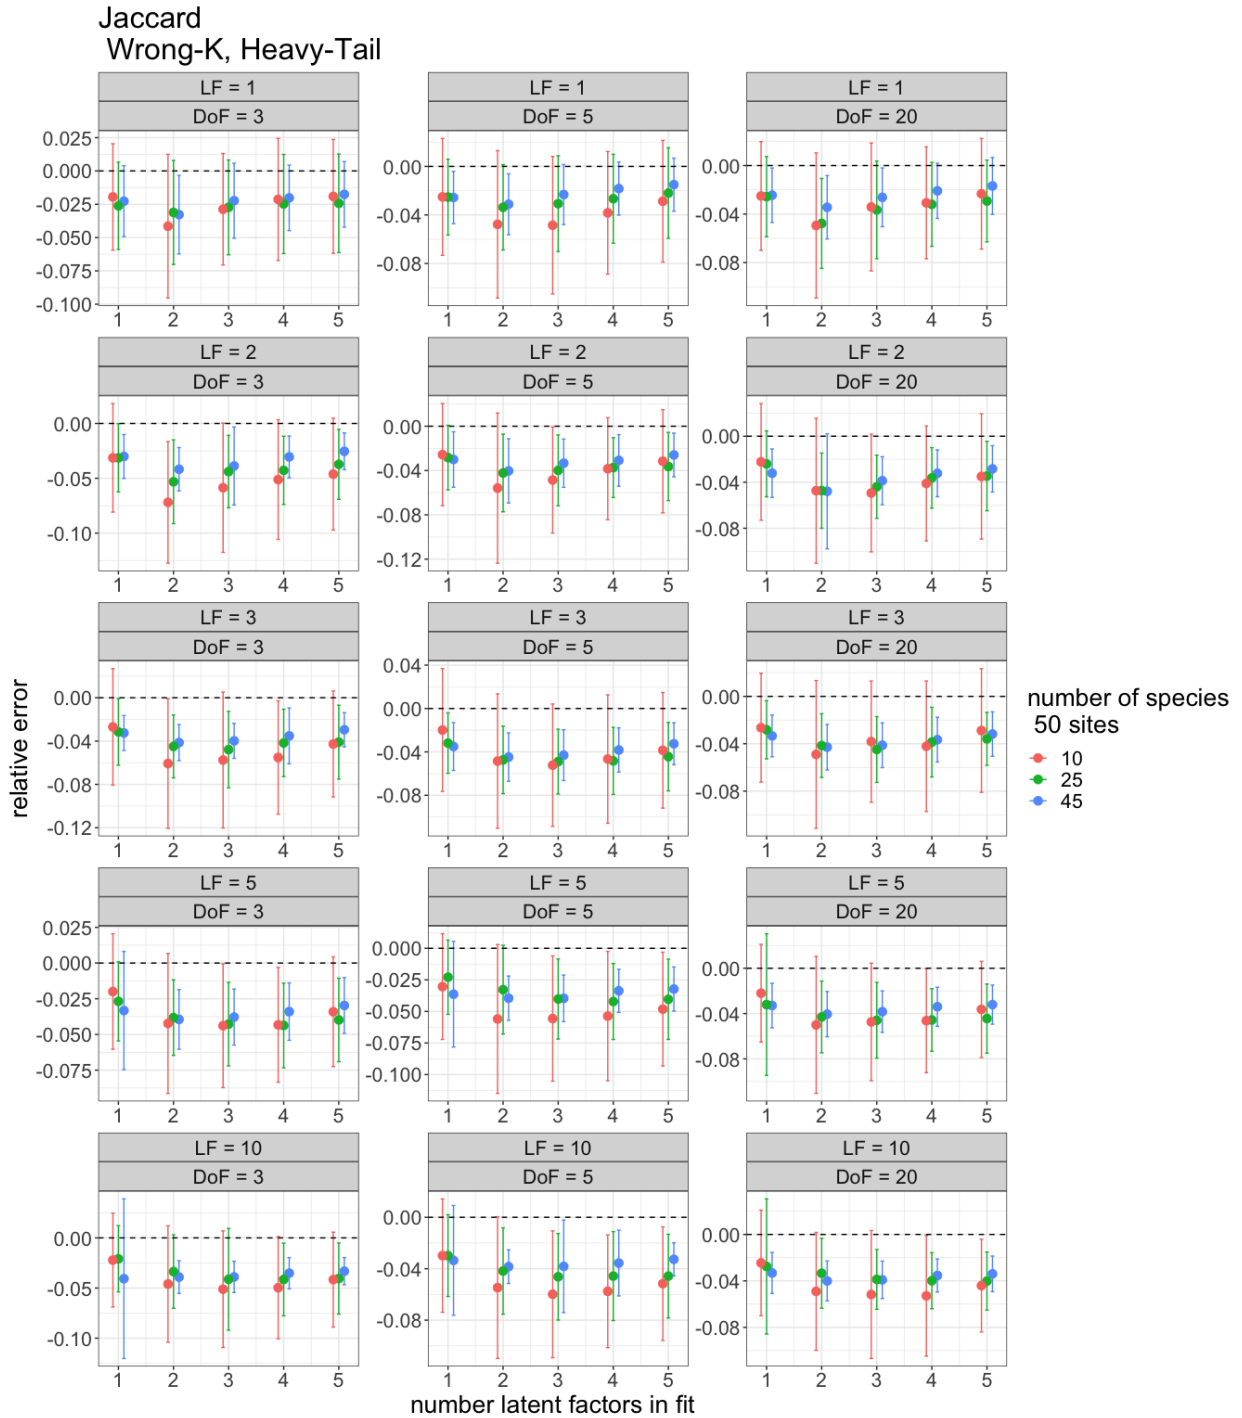 Jaccard
Wrong-K, Heavy-Tail
LF = 1 LF = 1 LF = 1
DoF = 3 DoF = 5 DoF = 20
0.025
0.000
-0.025
-0.050
-0.075
-0.100
0.00
-0.04
-0.08
0.00
-0.04
-0.08
1 2 3 4 5 1 2 3 4 5 1 2 3 4 5
LF = 2 LF = 2 LF = 2
DoF = 3 DoF = 5 DoF = 20
0.00
-0.05
-0.10
0.00
-0.04
-0.08
-0.12
0.00
-0.04
-0.08
1 2 3 4 5 1 2 3 4 5 1 2 3 4 5
LF = 3 LF = 3 LF = 3
DoF = 3 DoF = 5 DoF = 20
0.00
-0.04
-0.08
-0.12
0.04
0.00
-0.04
-0.08
0.00
-0.04
-0.08
1 2 3 4 5 1 2 3 4 5 1 2 3 4 5
LF = 5 LF = 5 LF = 5
DoF = 3 DoF = 5 DoF = 20
0.025
0.000
-0.025
-0.050
-0.075
0.000
-0.025
-0.050
-0.075
-0.100
0.00
-0.04
-0.08
1 2 3 4 5 1 2 3 4 5 1 2 3 4 5
LF = 10 LF = 10 LF = 10
DoF = 3 DoF = 5 DoF = 20
0.00
-0.05
-0.10
0.00
-0.04
-0.08
0.00
-0.04
-0.08
1 2 3 4 5 1 2 3 4 5 1 2 3 4 5
number latent factors in fit
relative error
number of species
50 sites
10
25
45